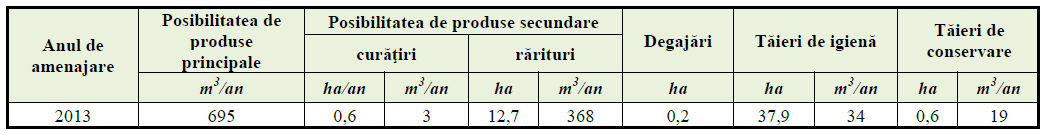 Anul de amenajare
Posibilitatea de produse principale
Posibilitatea de produse secundare
Degajări
Tăieri de igienă
Tăieri de conservare
curăţiri
rărituri
m³/an
ha/an
m³/an
ha
m³/an
ha
ha
m³/an
ha
m³/an
2013
695
0,6
3
12,7
368
0,2
37,9
34
0,6
19